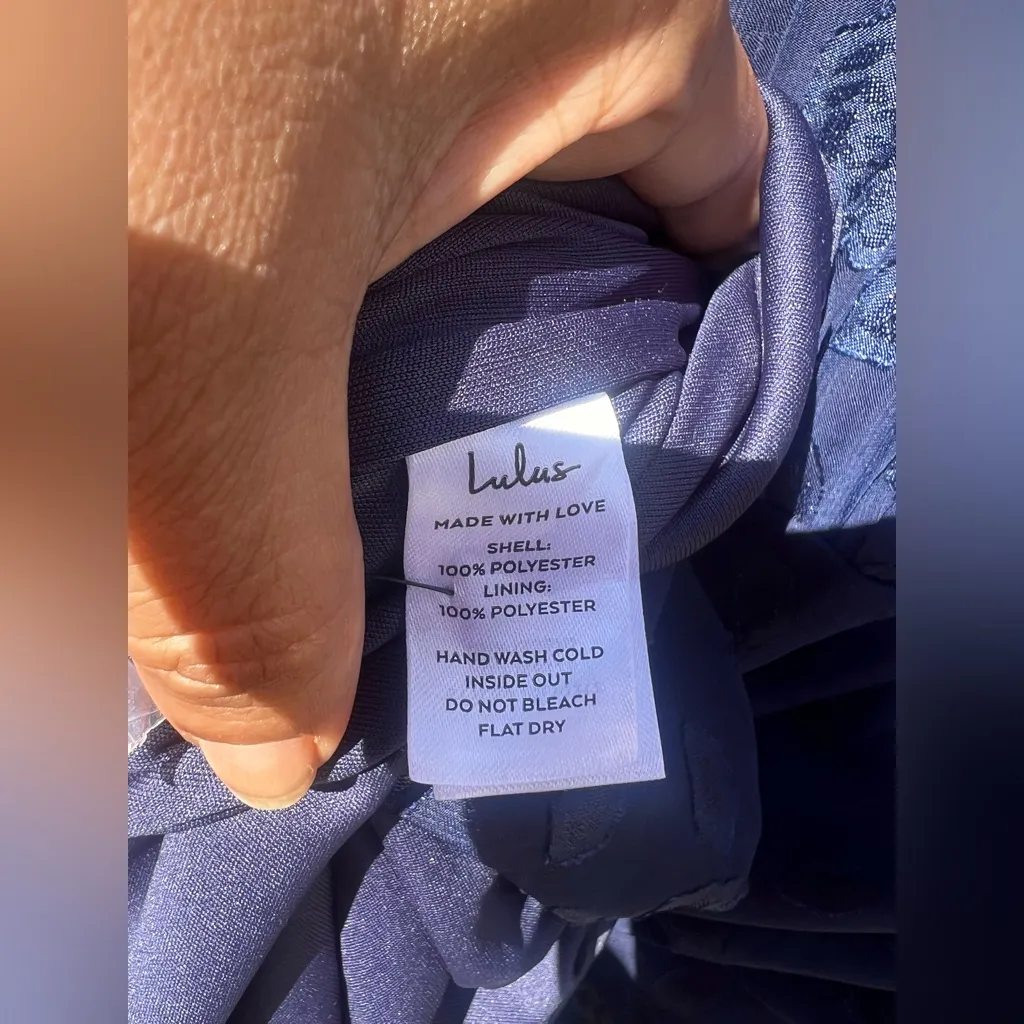 Lulus
MADE WITH LOVE
SHELL:
100% POLYESTER
LINING:
100% POLYESTER
HAND WASH COLD
INSIDE OUT
DO NOT BLEACH
FLAT DRY